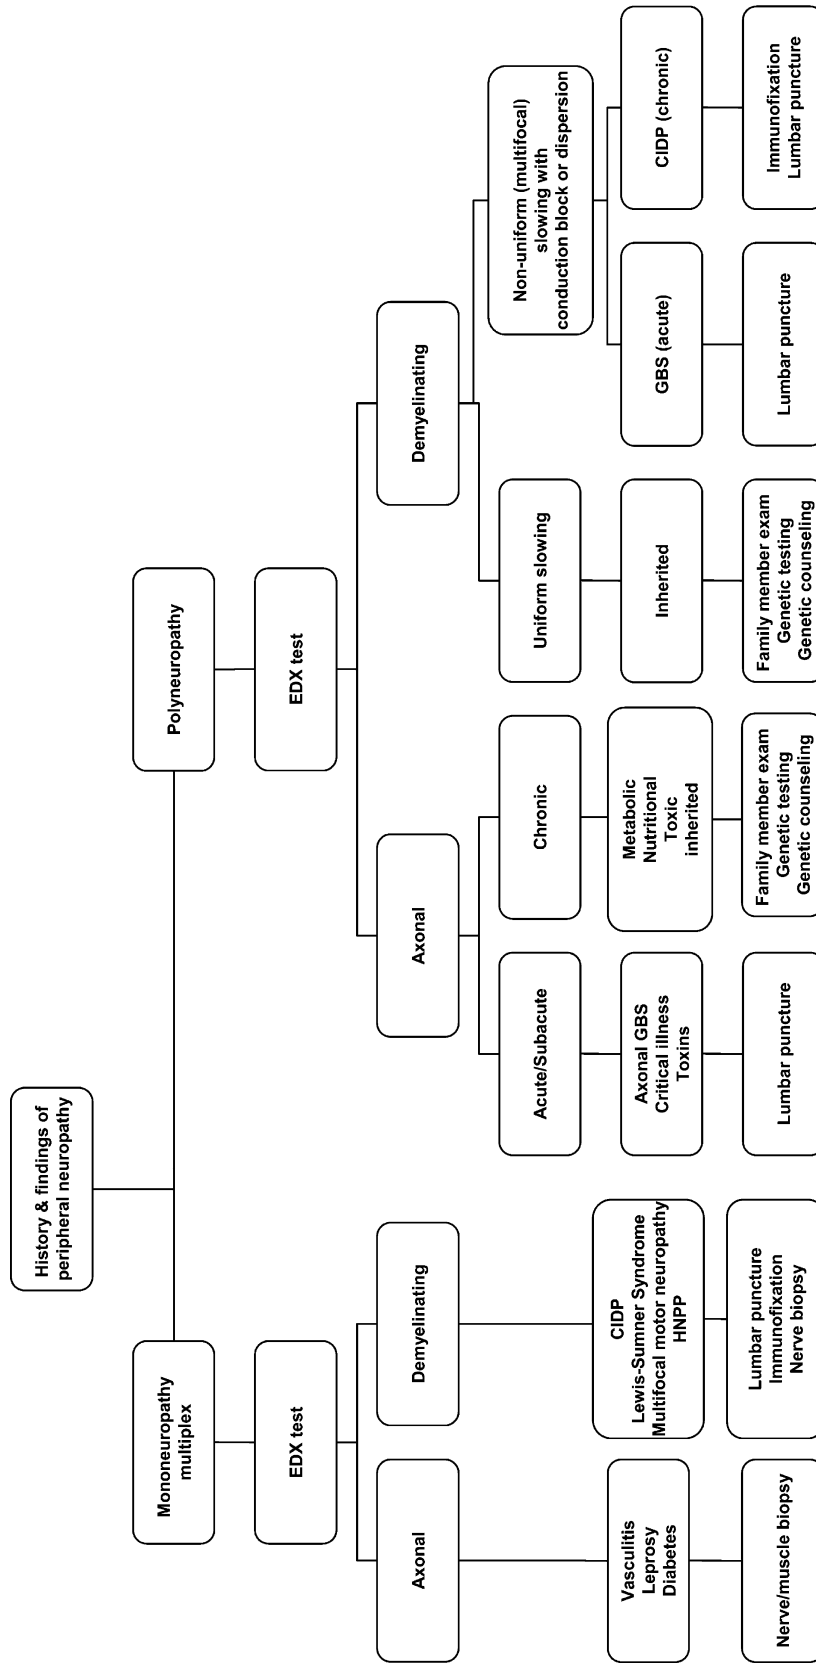 History & findings of
peripheral neuropathy
Mononeuropathy
multiplex
Polyneuropathy
EDX test
EDX test
Axonal
Demyelinating
Axonal
Demyelinating
Acute/Subacute
Chronic
Uniform slowing
Non-uniform (multifocal)
slowing with
conduction block or dispersion
Vasculitis
Leprosy
Diabetes
CIDP
Lewis-Sumner Syndrome
Multifocal motor neuropathy
HNPP
Axonal GBS
Critical illness
Toxins
Metabolic
Nutritional
Toxic
inherited
Inherited
GBS (acute)
CIDP (chronic)
Nerve/muscle biopsy
Lumbar puncture
Immunofixation
Nerve biopsy
Lumbar puncture
Family member exam
Genetic testing
Genetic counseling
Family member exam
Genetic testing
Genetic counseling
Lumbar puncture
Immunofixation
Lumbar puncture